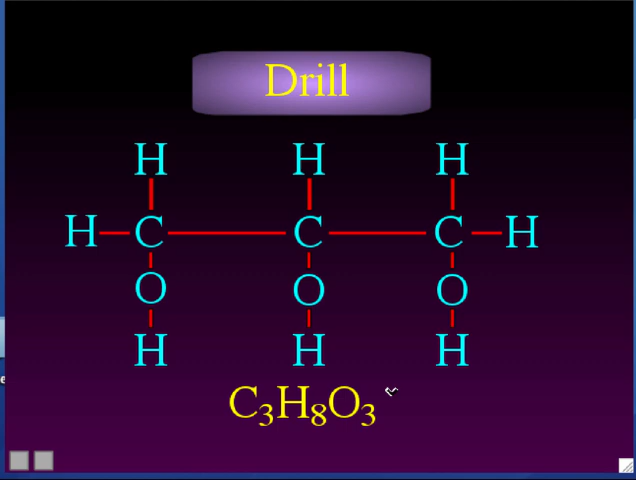 Drill
H H H
H C C C H
O O O
H H H
C₃H₈O₃